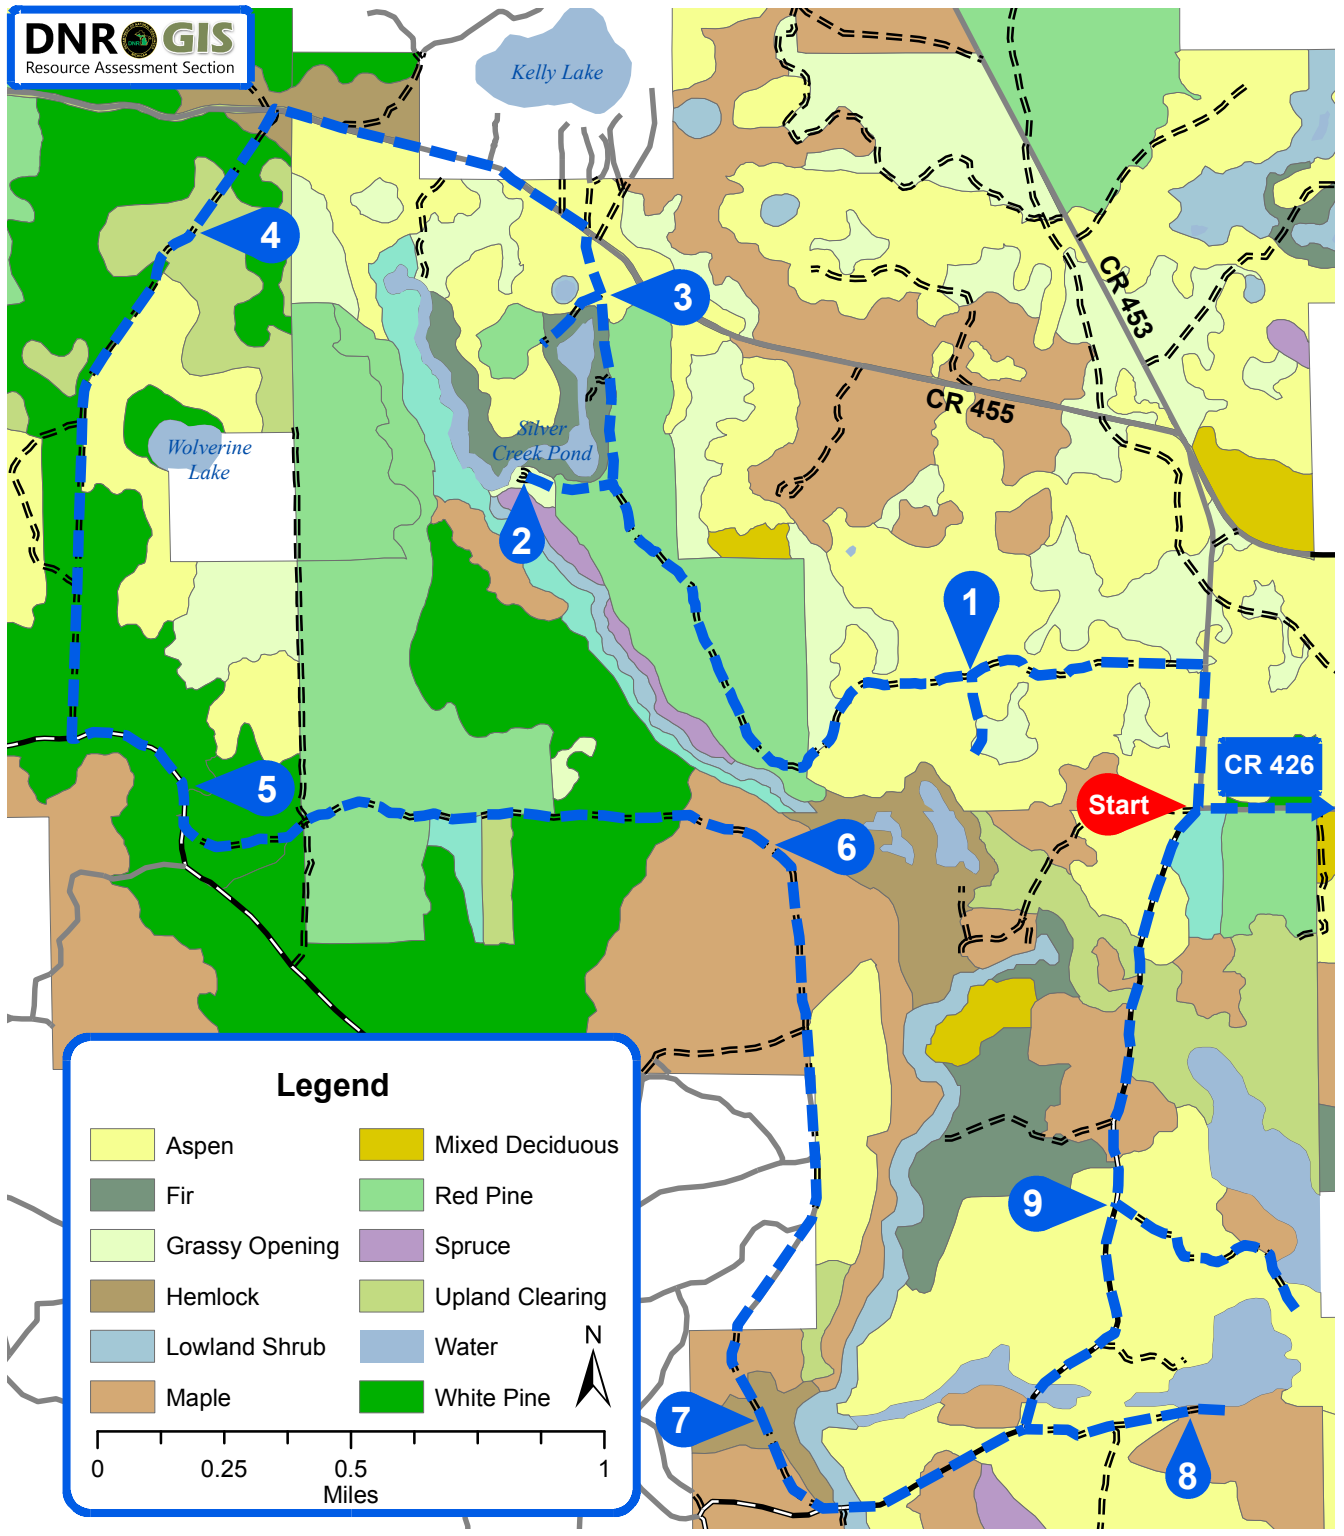 DNR GIS
Resource Assessment Section
Kelly Lake
4
3
CR 453
CR 455
Wolverine
Lake
Silver
Creek Pond
2
1
CR 426
5
Start
6
Legend
Aspen
Fir
Grassy Opening
Hemlock
Lowland Shrub
Maple
Mixed Deciduous
Red Pine
Spruce
Upland Clearing
Water
White Pine
N
0 0.25 0.5 1
Miles
9
7
8